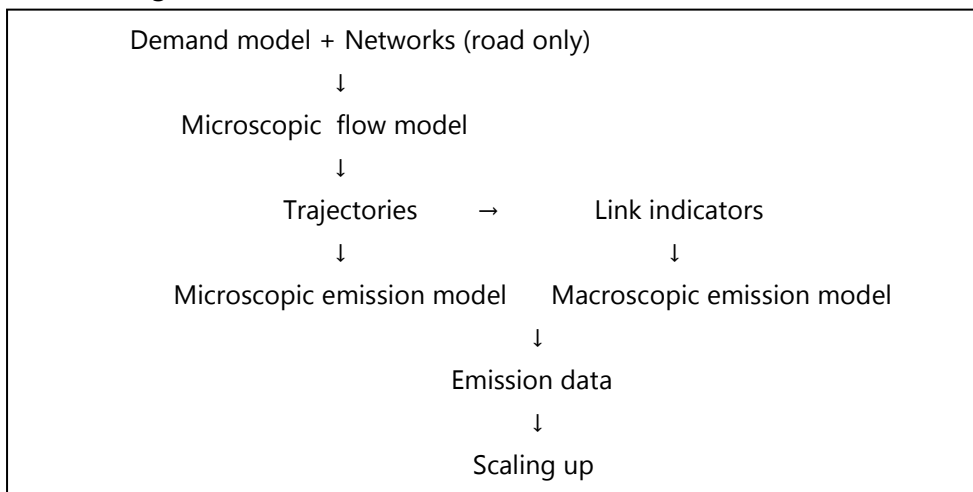 Demand model + Networks (road only)
↓
Microscopic flow model
↓
Trajectories → Link indicators
↓ ↓
Microscopic emission model Macroscopic emission model
↓
Emission data
↓
Scaling up